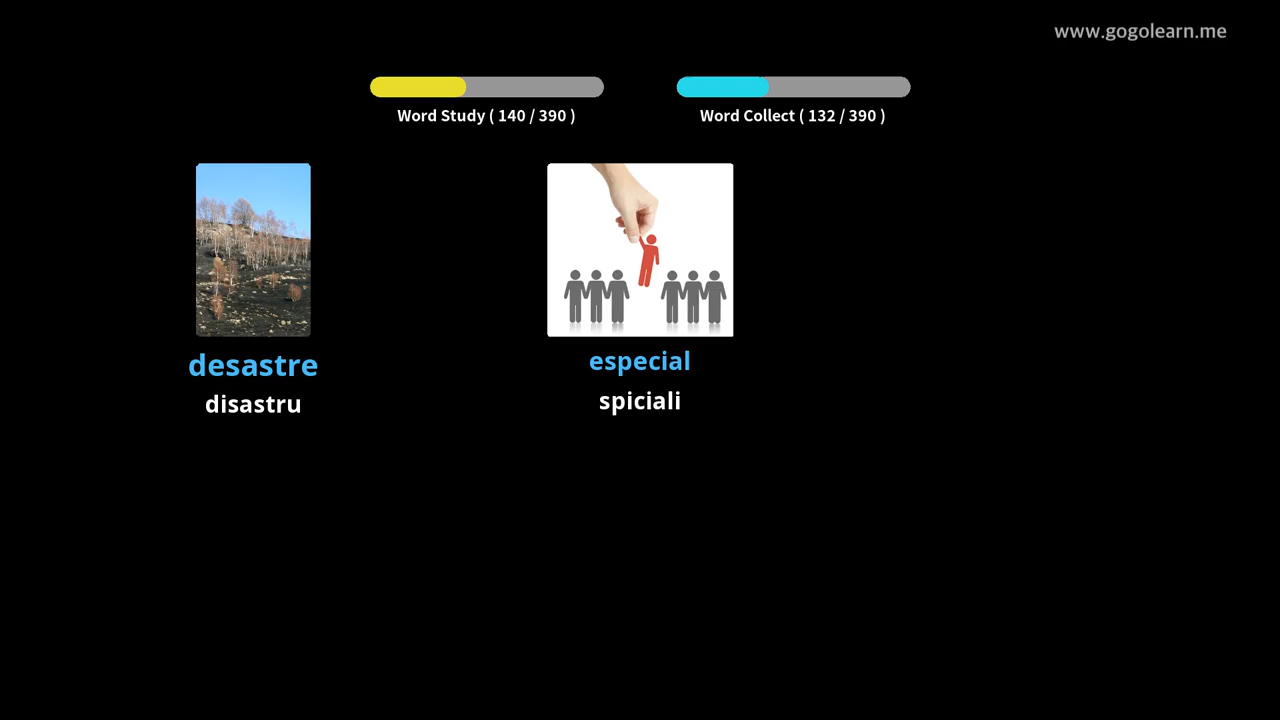 www.gogolearn.me
Word Study ( 140 / 390 )
Word Collect ( 132 / 390 )
desastre
disastru
especial
spiciali